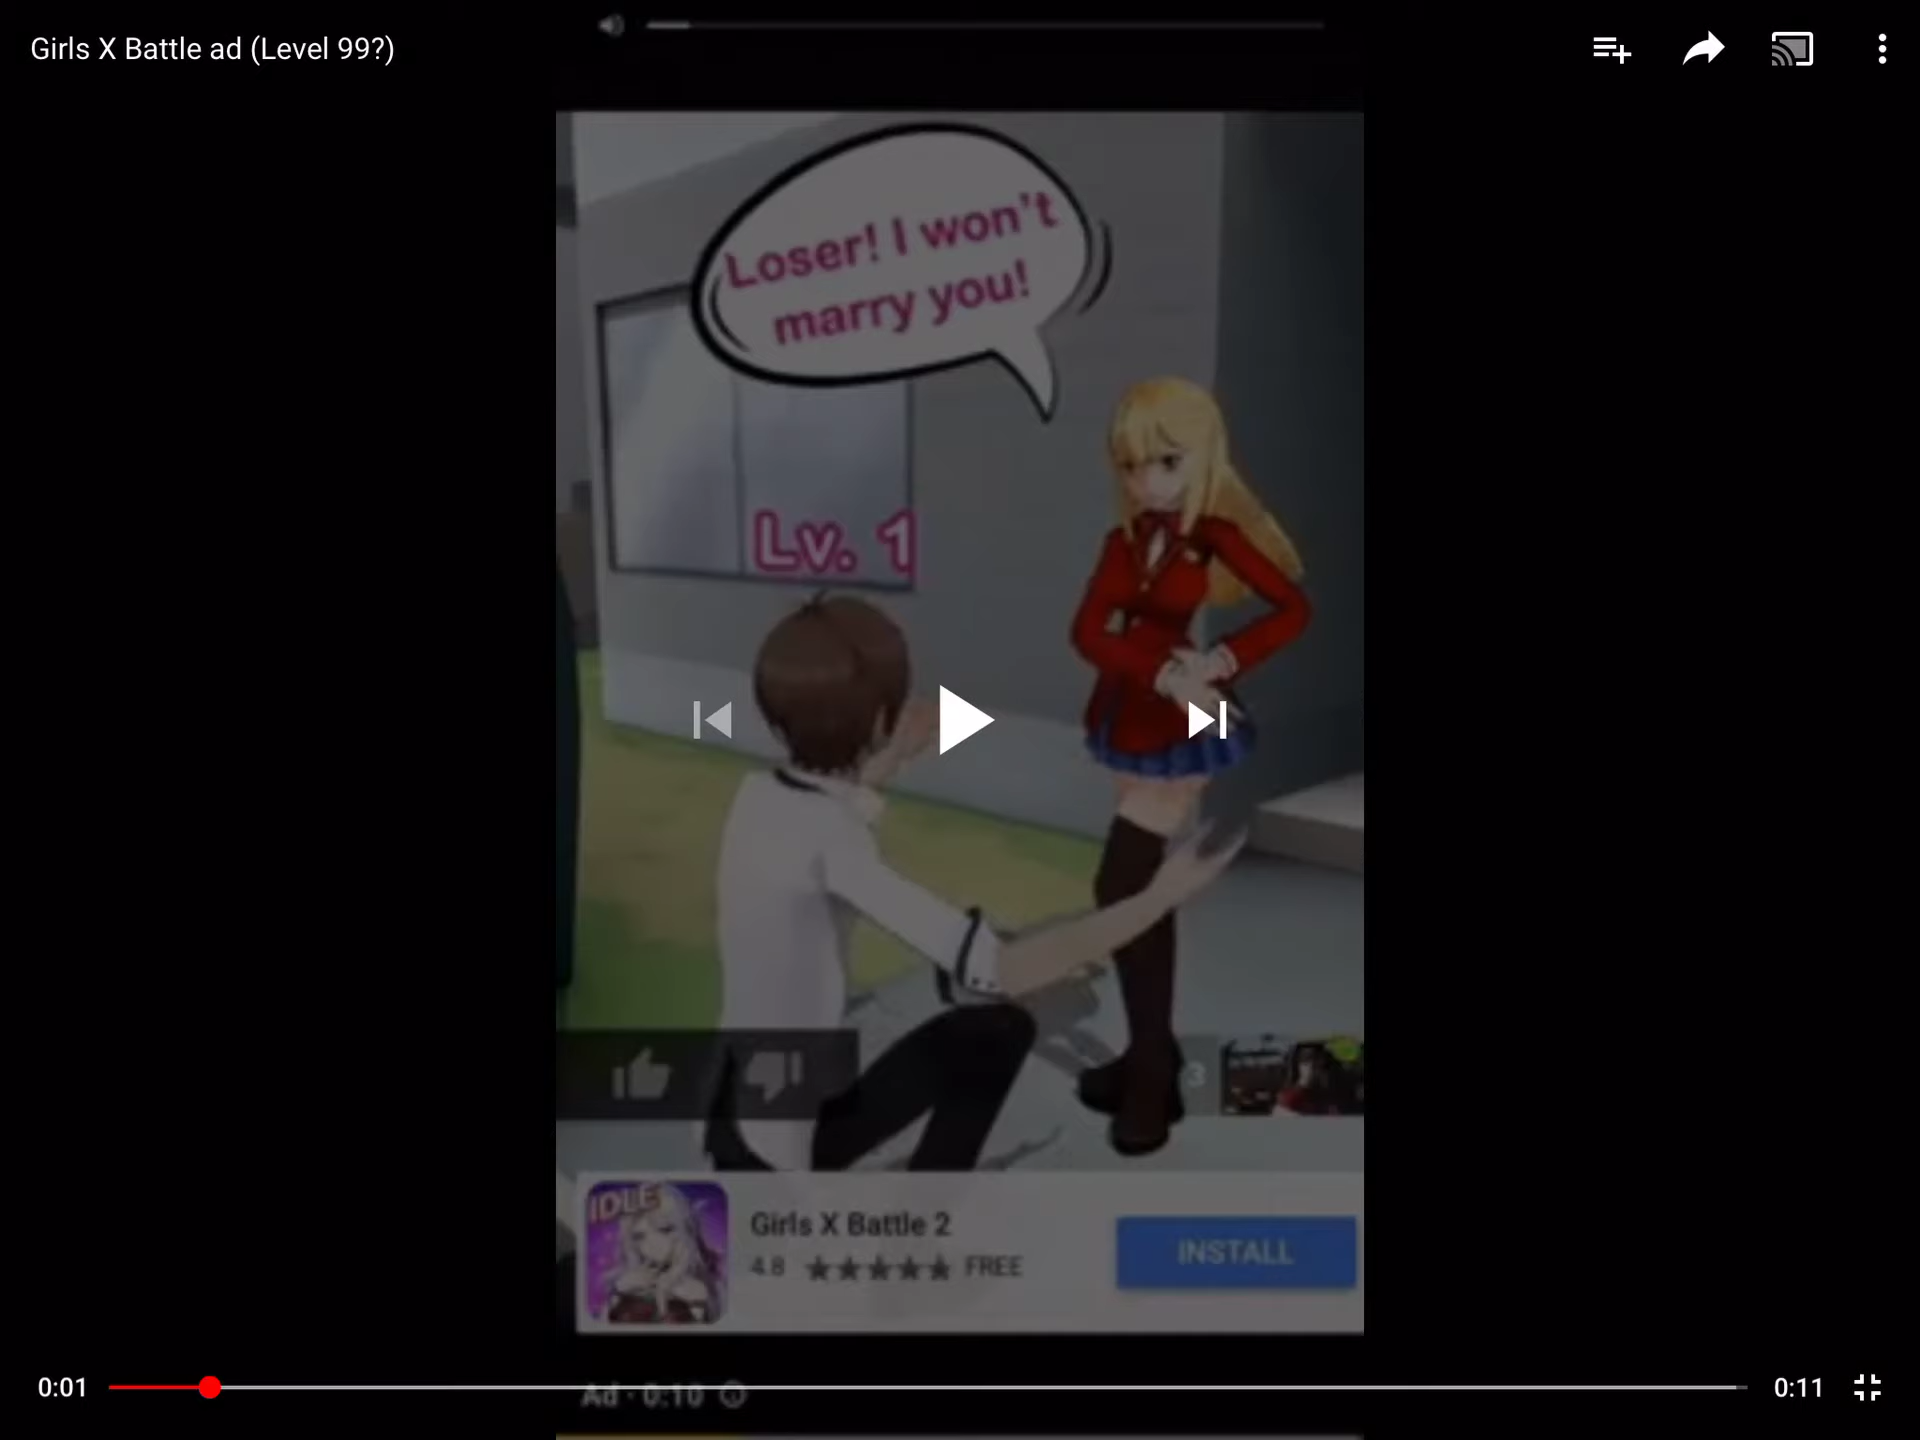 Girls X Battle ad (Level 99?)
Loser! I won't
marry you!
Lv. 1
3
IDLE
Girls X Battle 2
4.8 ★★★★★ FREE
INSTALL
0:01
Ad · 0:10
0:11